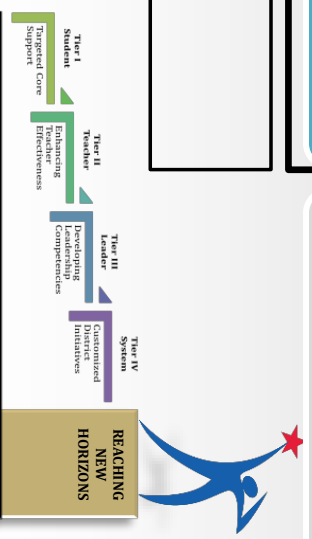 Tier I
Student
Targeted Core
Support
Tier II
Teacher
Enhancing
Teacher
Effectiveness
Tier III
Leader
Developing
Leadership
Competencies
Tier IV
System
Customized
District
Initiatives
REACHING
NEW
HORIZONS